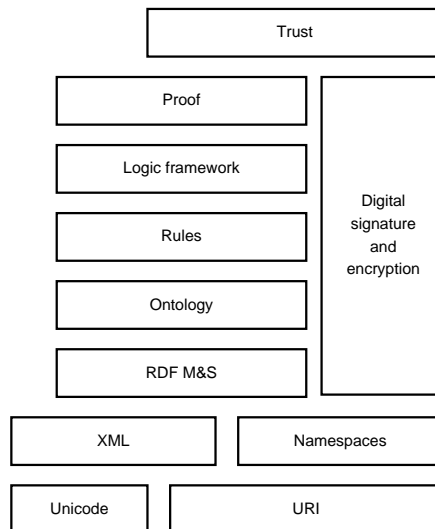 Trust
Proof
Logic framework
Rules
Ontology
RDF M&S
Digital
signature
and
encryption
XML
Namespaces
Unicode
URI